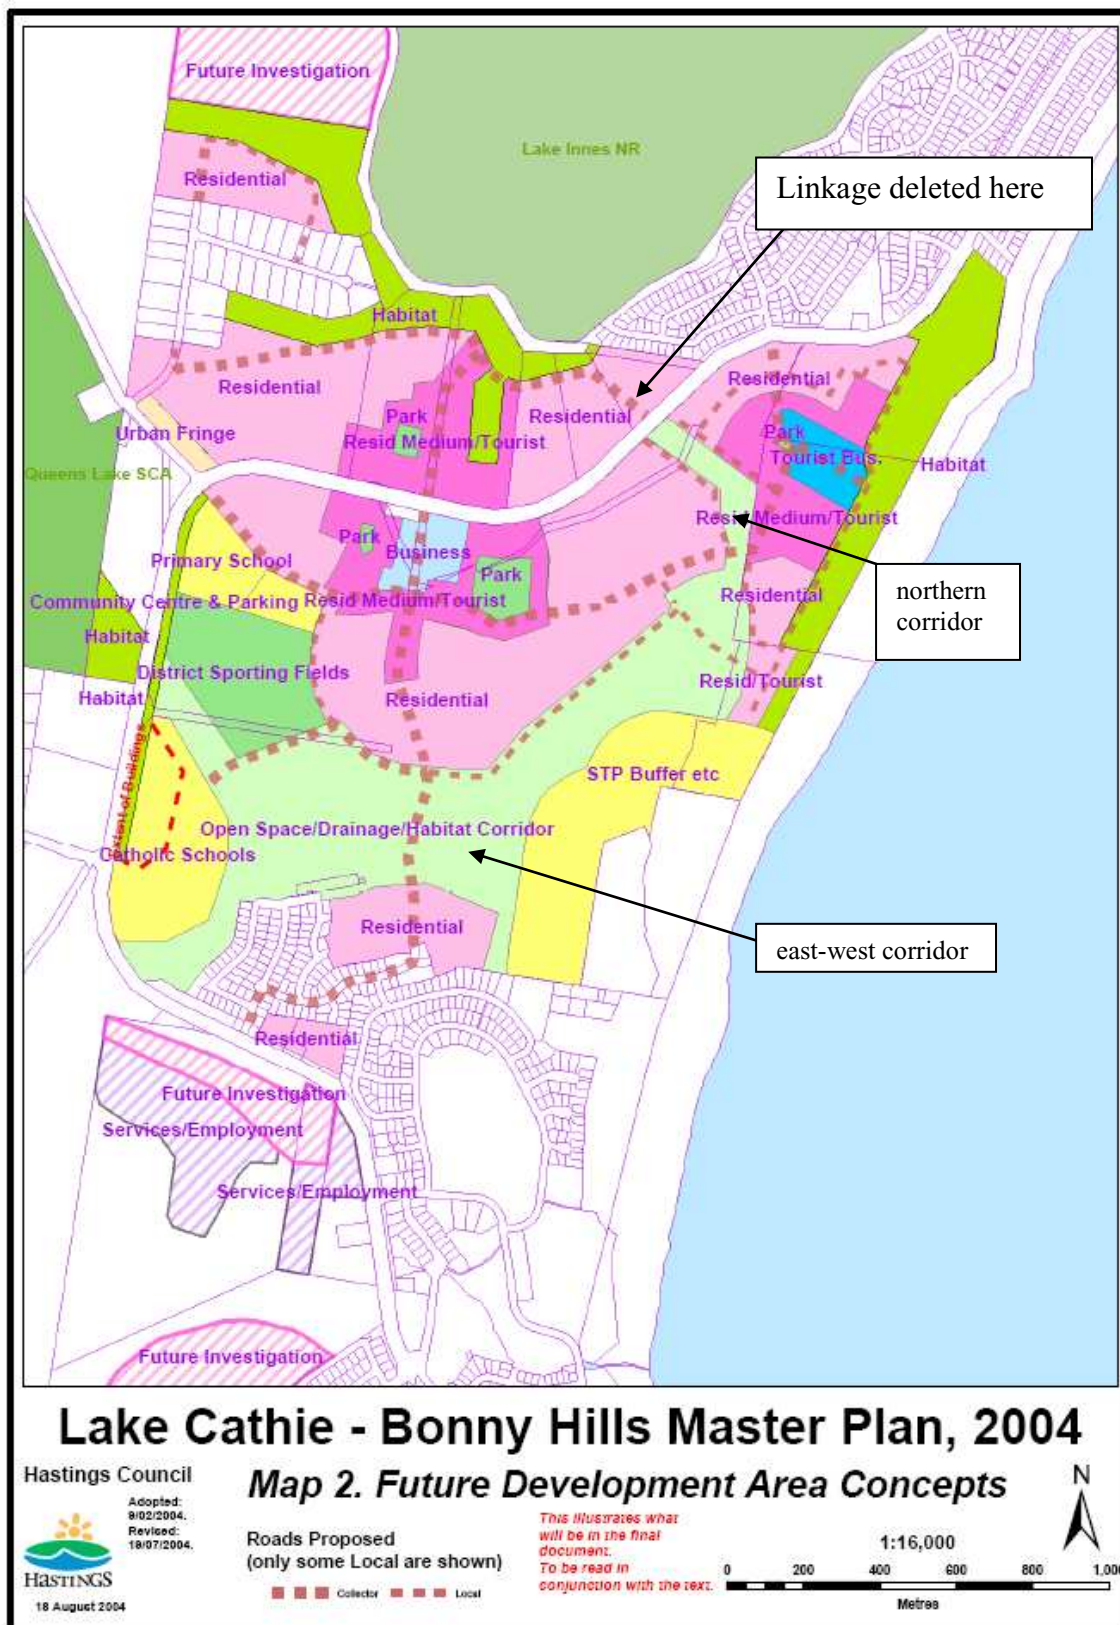 Future Investigation
Lake Innes NR
Linkage deleted here
Residential
Habitat
Residential
Residential
Park
Resid Medium/Tourist
Residential
Park
Tourist Bus.
Habitat
Urban Fringe
Queens Lake SCA
Resid Medium/Tourist
Park
Business
Primary School
Park
northern
corridor
Community Centre & Parking
Resid Medium/Tourist
Residential
Habitat
District Sporting Fields
Resid/Tourist
Habitat
Residential
Extent of Buildings
STP Buffer etc
Open Space/Drainage/Habitat Corridor
Catholic Schools
Residential
east-west corridor
Residential
Future Investigation
Services/Employment
Services/Employment
Future Investigation
Lake Cathie - Bonny Hills Master Plan, 2004
Hastings Council
Map 2. Future Development Area Concepts
N
Adopted:
9/02/2004.
Revised:
19/07/2004.
HASTINGS
18 August 2004
Roads Proposed
(only some Local are shown)
Collector
Local
This illustrates what
will be in the final
document.
To be read in
conjunction with the text.
1:16,000
0 200 400 600 800 1,000
Metres